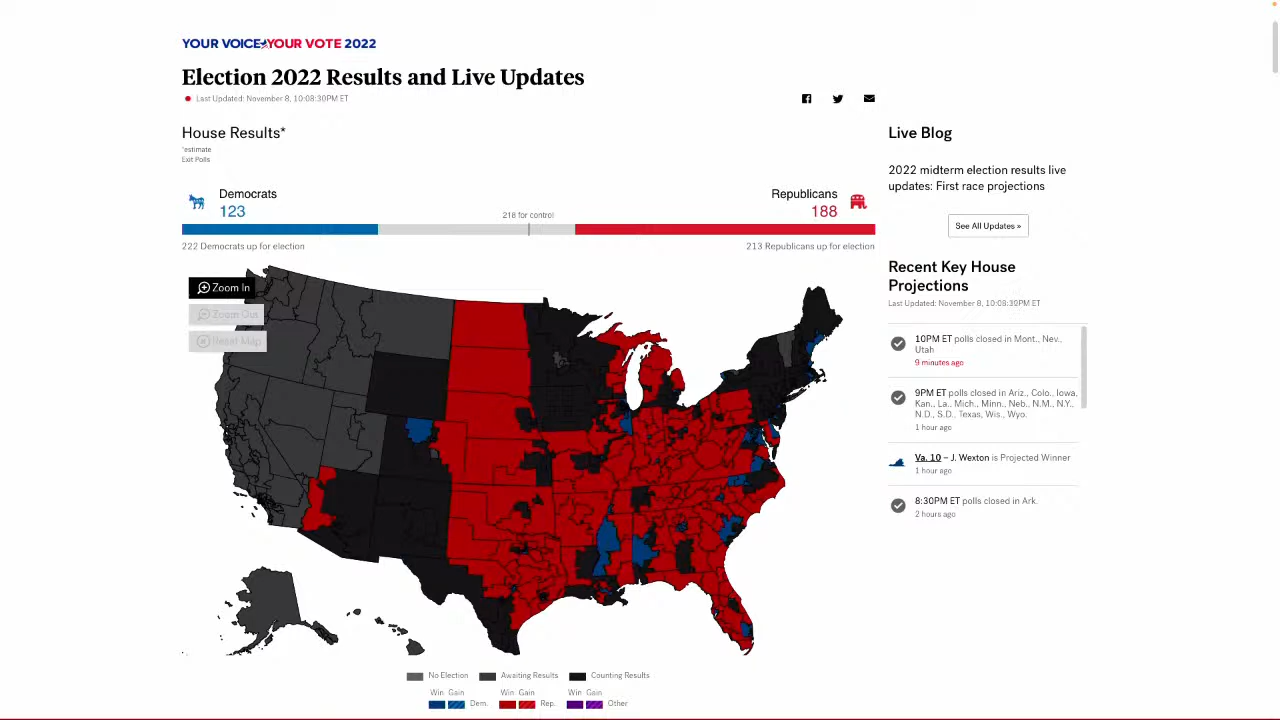 YOUR VOICE YOUR VOTE 2022
Election 2022 Results and Live Updates
Last Updated: November 8, 10:08:30PM ET
House Results*
*estimate
Exit Polls
Democrats
123
Republicans
188
218 for control
222 Democrats up for election
213 Republicans up for election
Zoom In
Zoom Out
Reset Map
No Election
Awaiting Results
Counting Results
Win Gain
Dem.
Win Gain
Rep.
Win Gain
Other
Live Blog
2022 midterm election results live
updates: First race projections
See All Updates »
Recent Key House
Projections
Last Updated: November 8, 10:08:30PM ET
10PM ET polls closed in Mont., Nev.,
Utah
9 minutes ago
9PM ET polls closed in Ariz., Colo., Iowa,
Kan., La., Mich., Minn., Neb., N.M., N.Y.,
N.D., S.D., Texas, Wis., Wyo.
1 hour ago
Va. 10 – J. Wexton is Projected Winner
1 hour ago
8:30PM ET polls closed in Ark.
2 hours ago